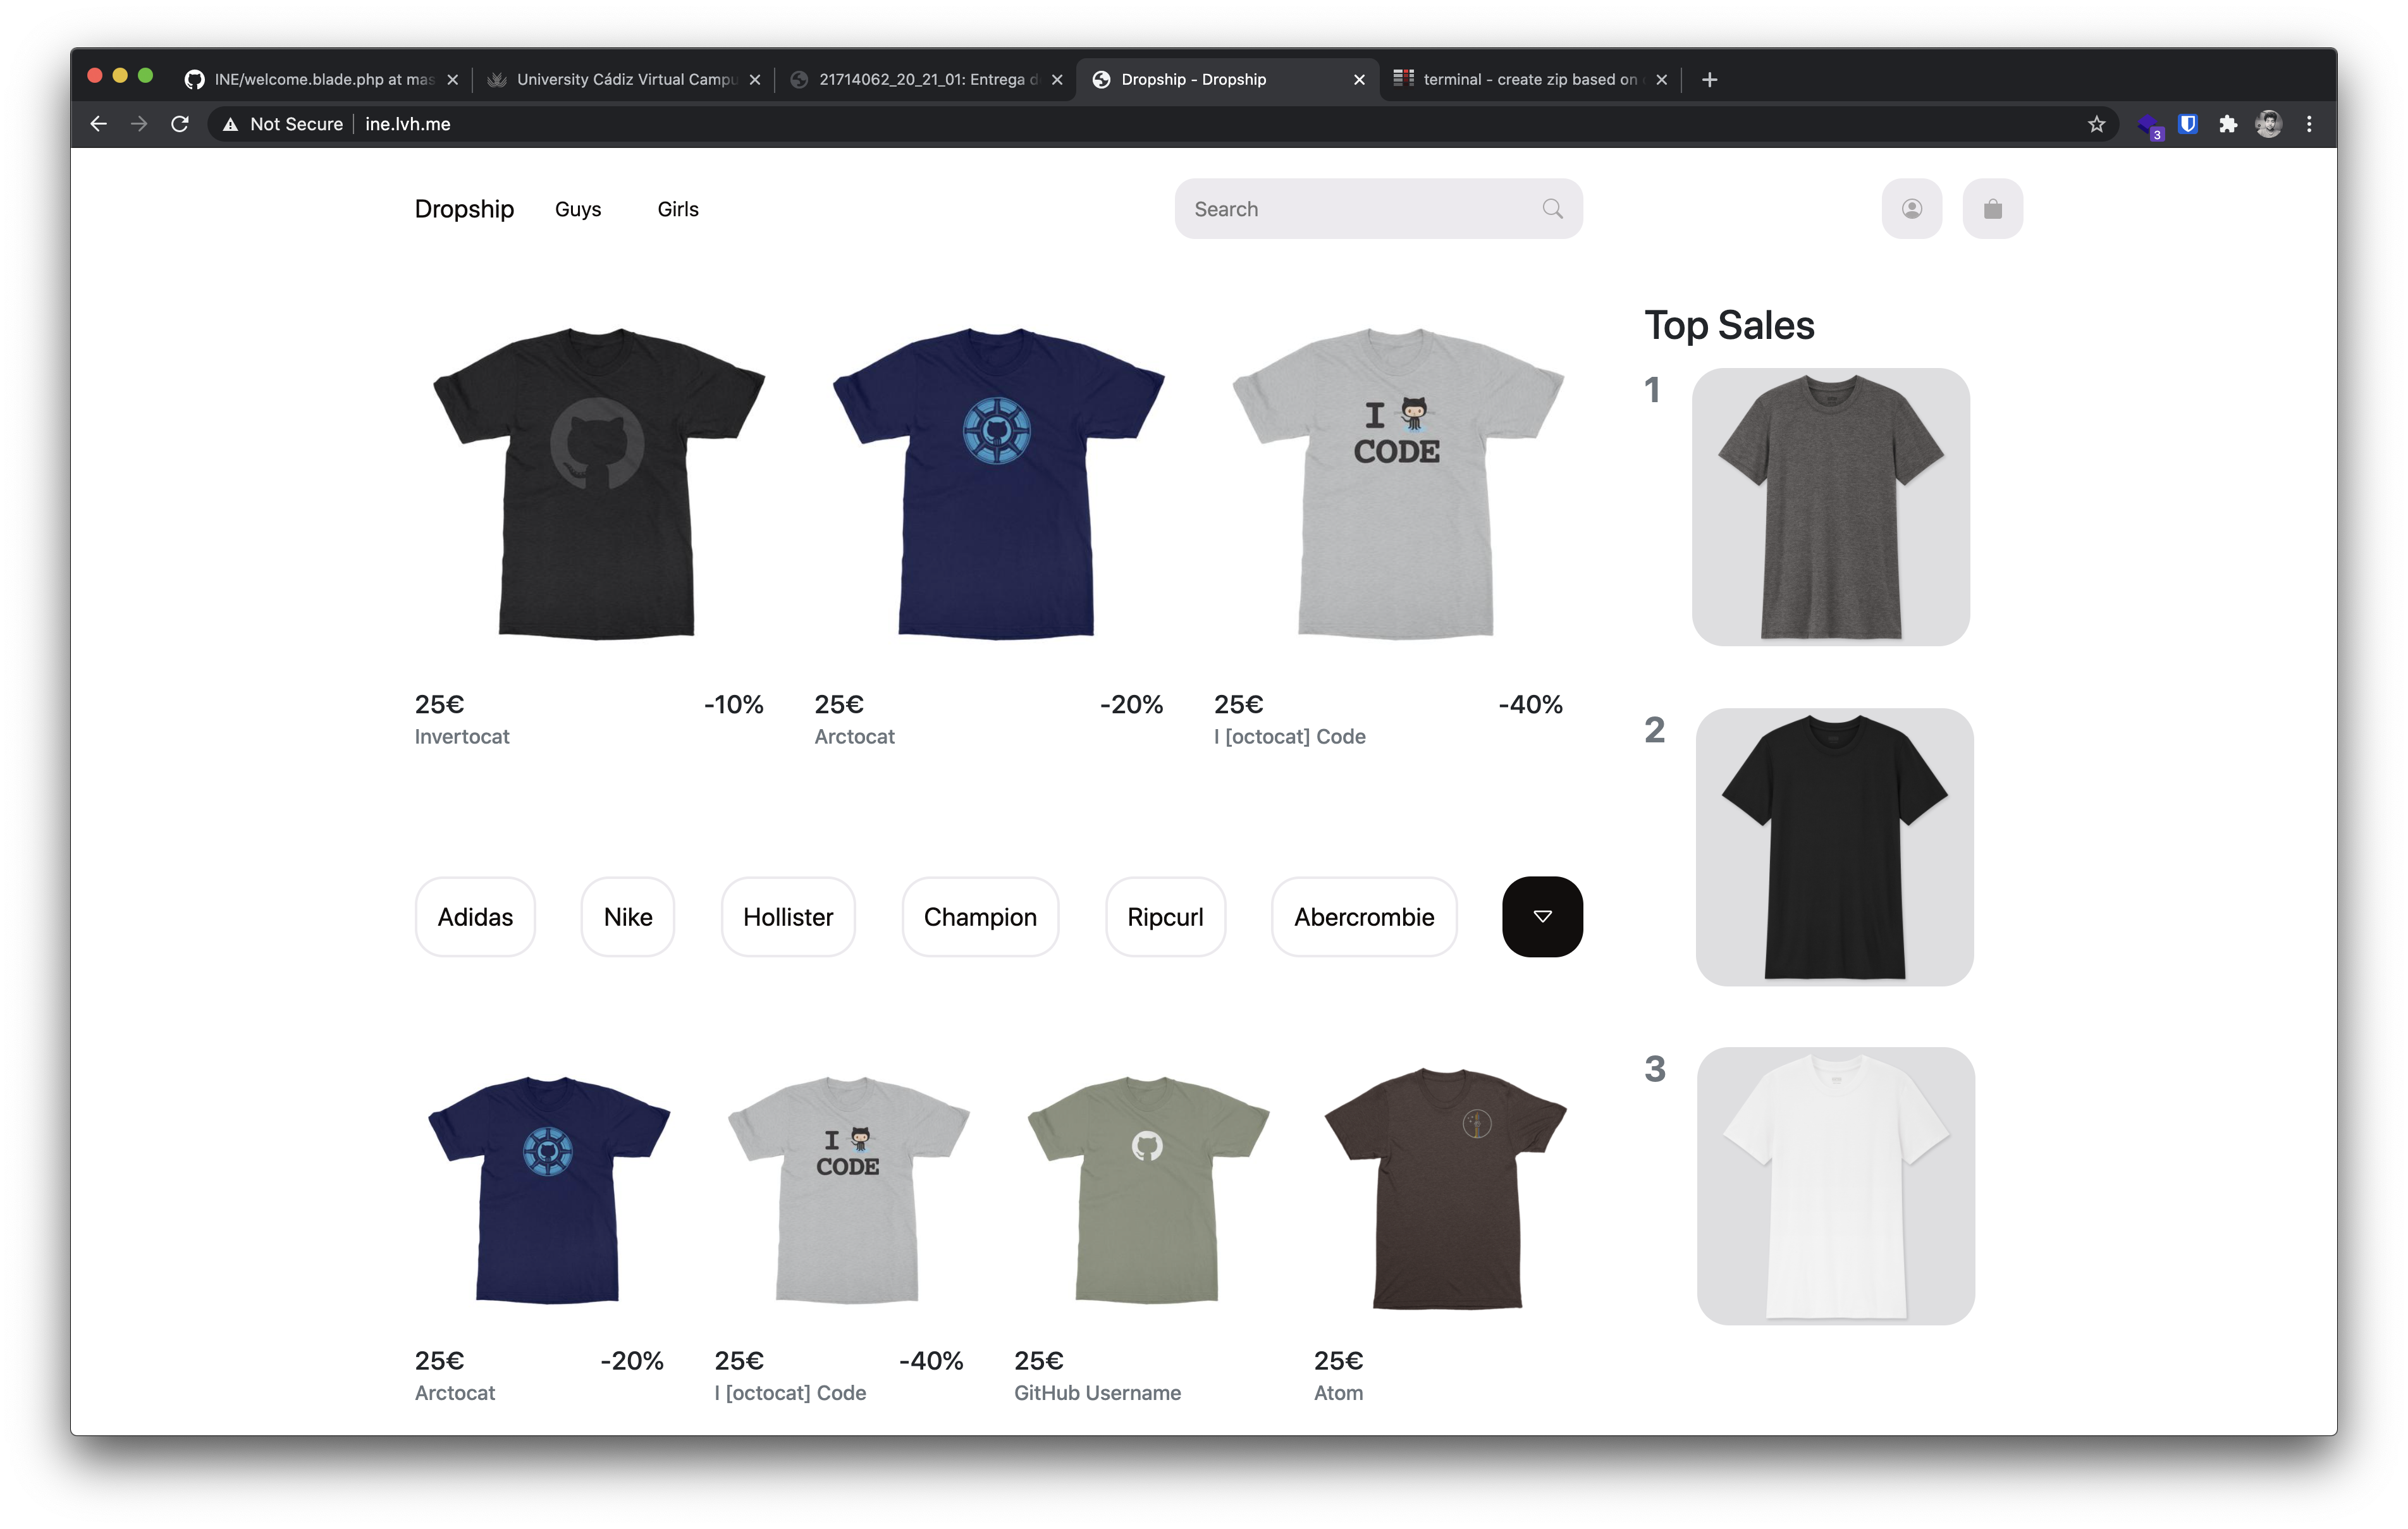 INE/welcome.blade.php at mas
University Cádiz Virtual Campu
21714062_20_21_01: Entrega d
Dropship - Dropship
terminal - create zip based on
Not Secure
ine.lvh.me
3
Dropship
Guys
Girls
Search
I
CODE
25€
-10%
Invertocat
25€
-20%
Arctocat
25€
-40%
I [octocat] Code
Top Sales
1
2
3
Adidas
Nike
Hollister
Champion
Ripcurl
Abercrombie
I
CODE
25€
-20%
Arctocat
25€
-40%
I [octocat] Code
25€
GitHub Username
25€
Atom